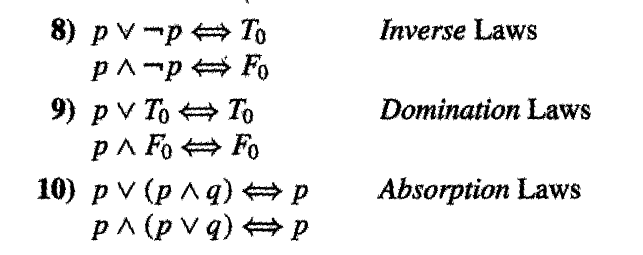 8) p ∨ ¬p ⟺ T₀ Inverse Laws
p ∧ ¬p ⟺ F₀
9) p ∨ T₀ ⟺ T₀ Domination Laws
p ∧ F₀ ⟺ F₀
10) p ∨ (p ∧ q) ⟺ p Absorption Laws
p ∧ (p ∨ q) ⟺ p